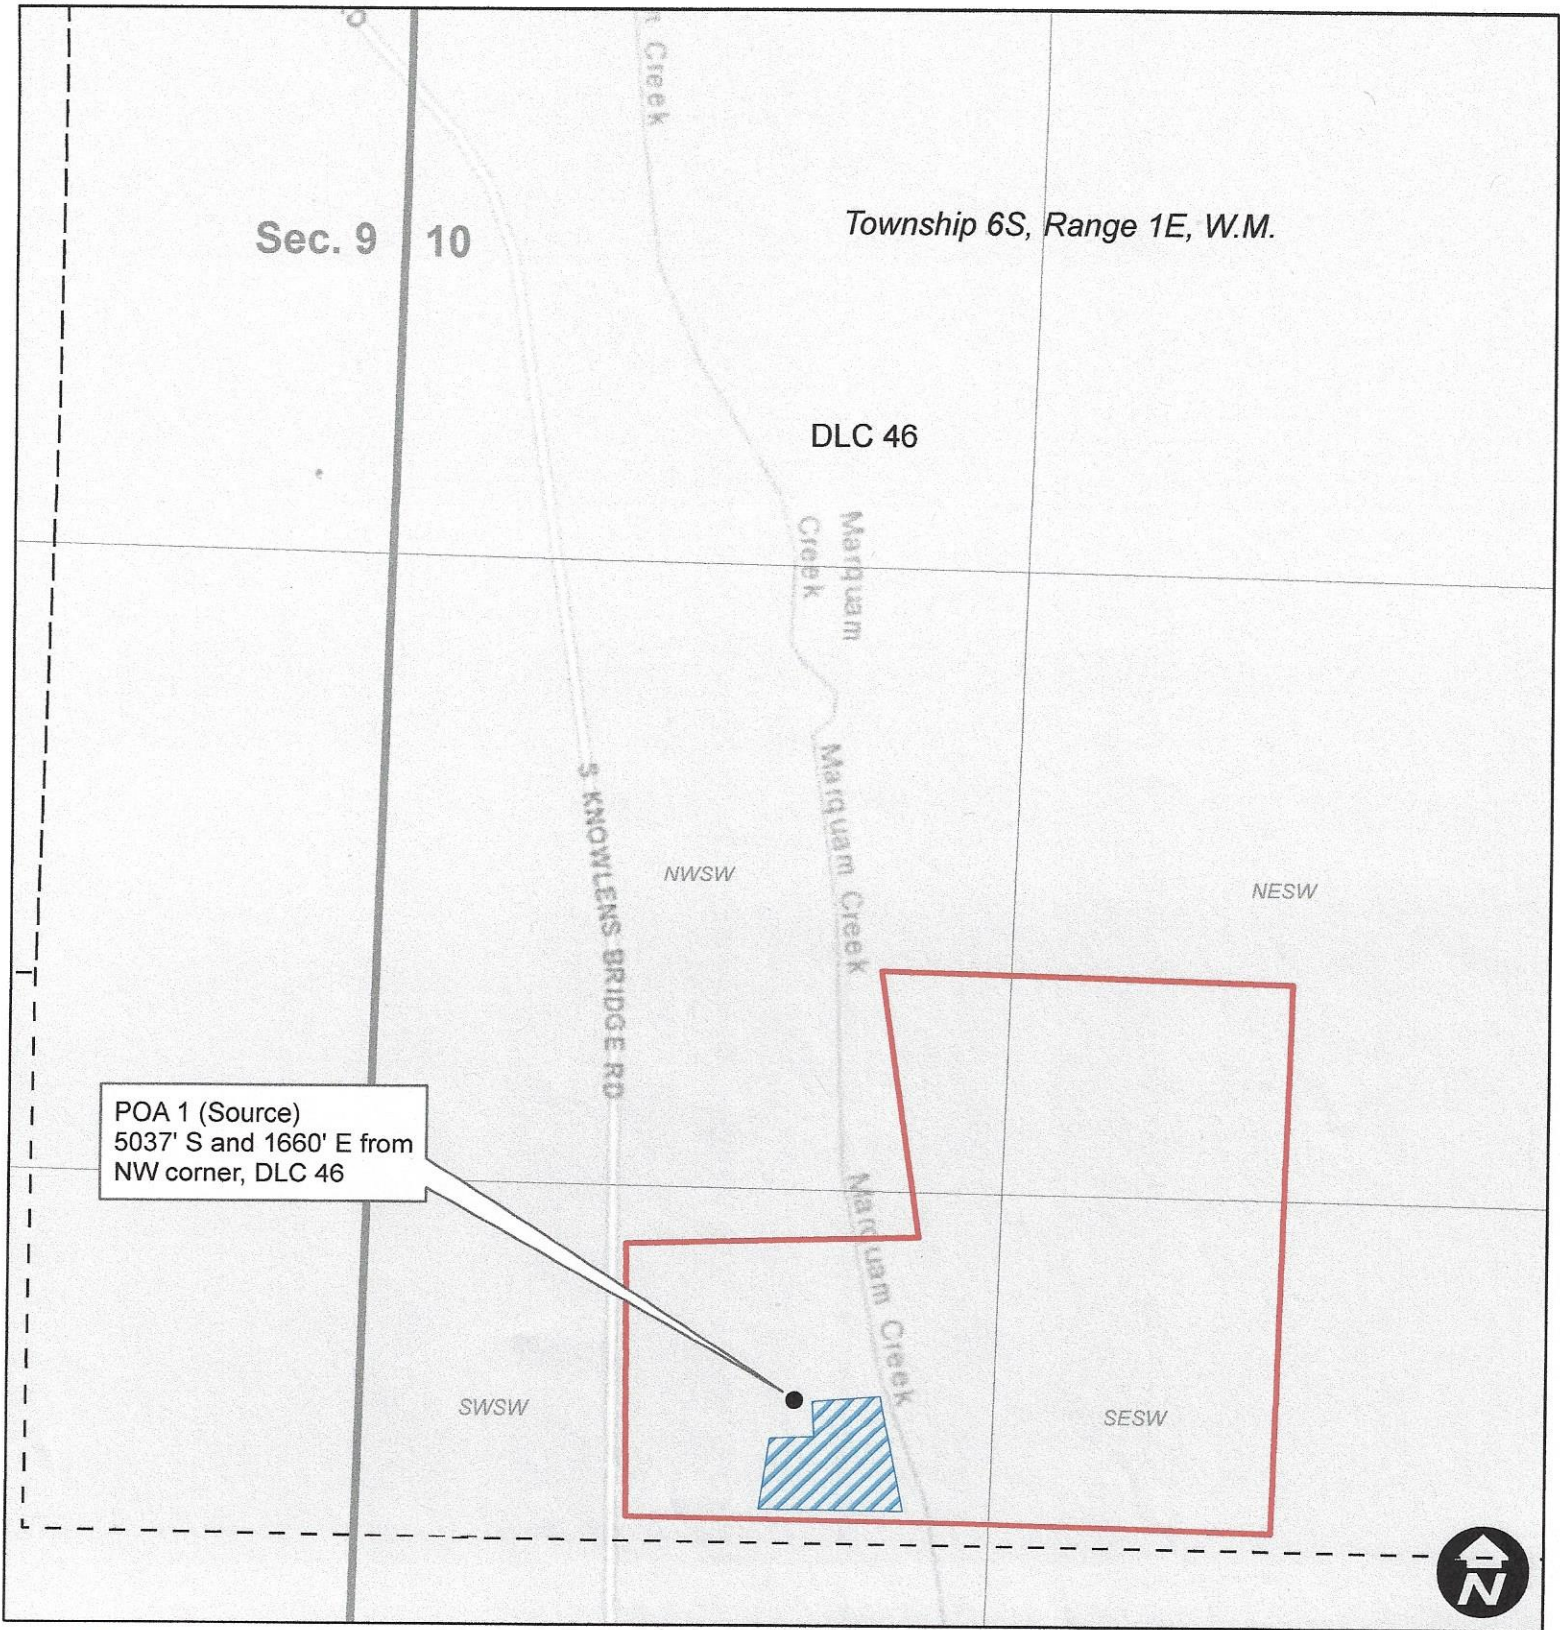 Creek
Sec. 9
10
Township 6S, Range 1E, W.M.
DLC 46
Marquam
Creek
Marquam Creek
S KNOWLENS BRIDGE RD
NWSW
NESW
POA 1 (Source)
5037' S and 1660' E from
NW corner, DLC 46
Marquam Creek
SWSW
SESW
N